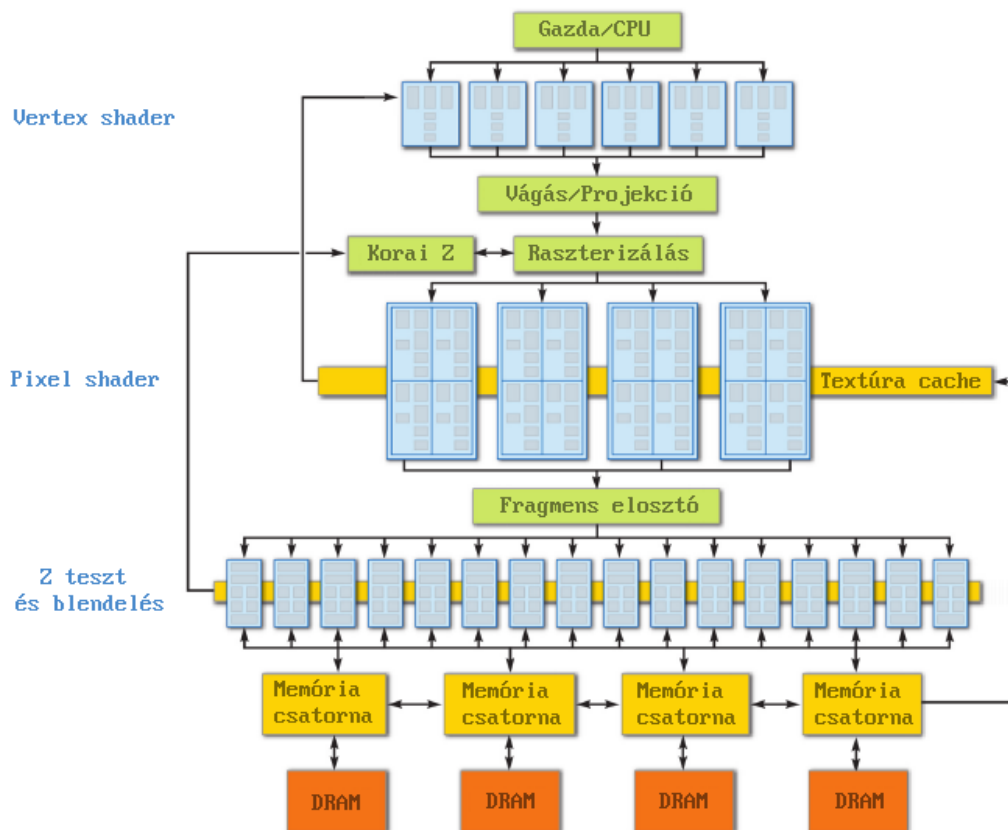 Gazda/CPU
Vertex shader
Vágás/Projekció
Korai Z
Raszterizálás
Pixel shader
Textúra cache
Fragmens elosztó
Z teszt
és blendelés
Memória
csatorna
Memória
csatorna
Memória
csatorna
Memória
csatorna
DRAM
DRAM
DRAM
DRAM